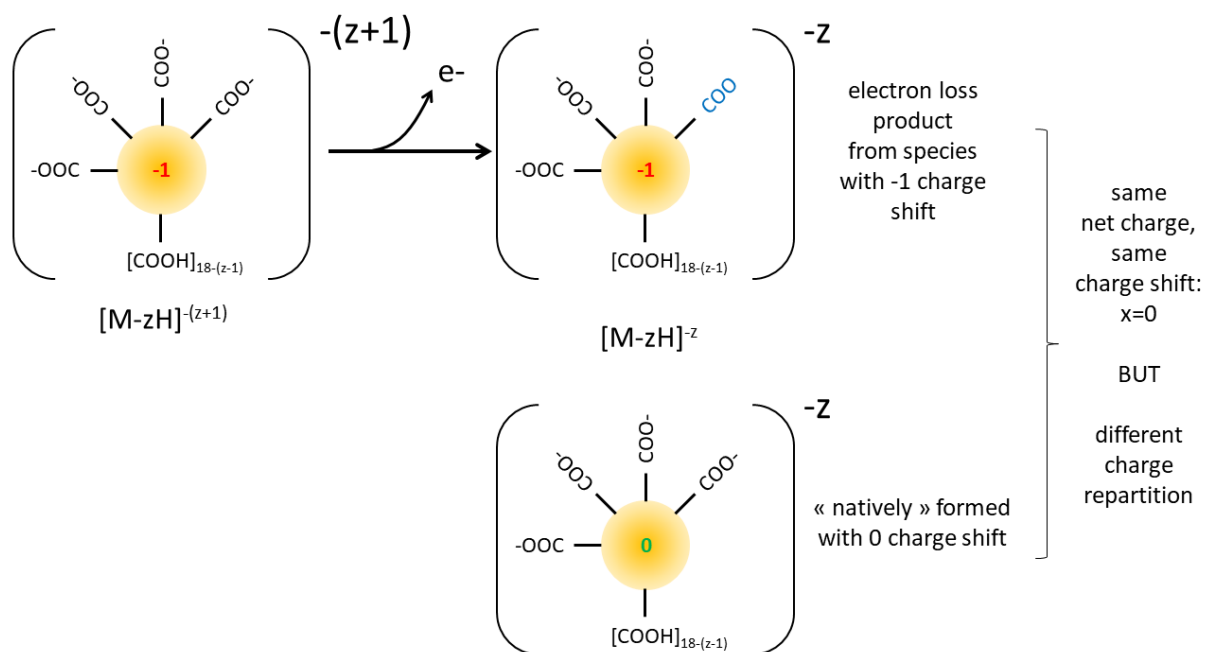 -(z+1)
-OOC
-OOC
COO-
COO-
-1
[COOH]18-(z-1)
[M-zH]-(z+1)
e-
-z
-OOC
-OOC
COO-
COO
-1
[COOH]18-(z-1)
[M-zH]-z
electron loss
product
from species
with -1 charge
shift
-z
-OOC
-OOC
COO-
COO-
0
[COOH]18-(z-1)
« natively » formed
with 0 charge shift
same
net charge,
same
charge shift:
x=0
BUT
different
charge
repartition